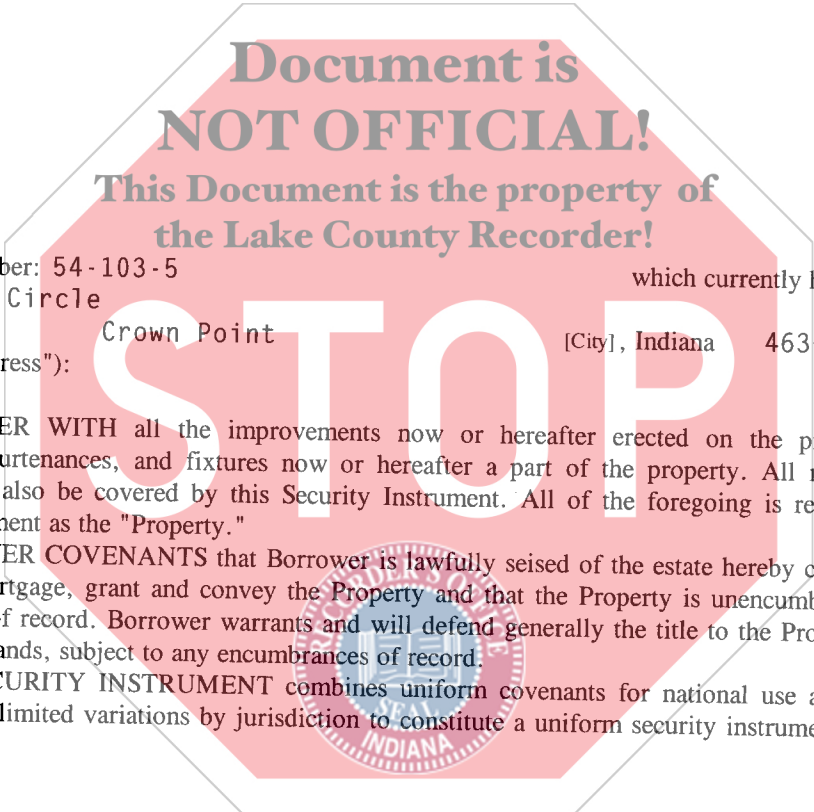 Document is
NOT OFFICIAL!
This Document is the property of
the Lake County Recorder!
ber: 54-103-5 which currently h
Circle
Crown Point [City], Indiana 463
ress"):
STOP
ER WITH all the improvements now or hereafter erected on the p
urtenances, and fixtures now or hereafter a part of the property. All r
also be covered by this Security Instrument. All of the foregoing is re
ment as the "Property."
ER COVENANTS that Borrower is lawfully seised of the estate hereby c
rtgage, grant and convey the Property and that the Property is unencumb
f record. Borrower warrants and will defend generally the title to the Pro
ands, subject to any encumbrances of record.
CURITY INSTRUMENT combines uniform covenants for national use a
limited variations by jurisdiction to constitute a uniform security instrume
RECORDER'S OFFICE
SEAL
INDIANA